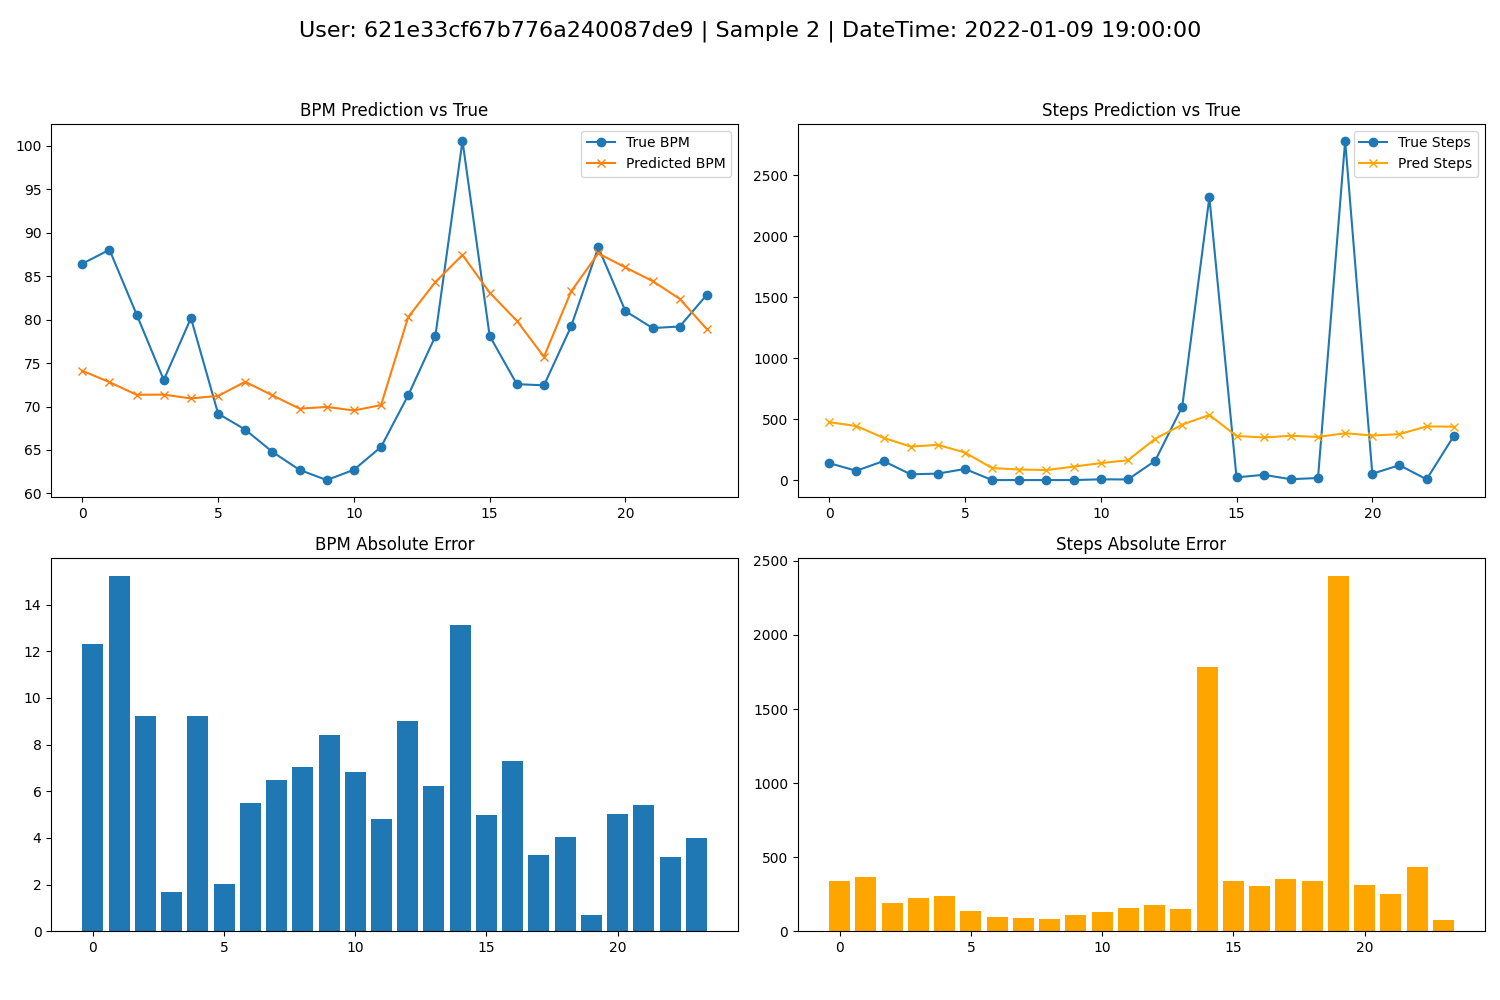 User: 621e33cf67b776a240087de9 | Sample 2 | DateTime: 2022-01-09 19:00:00
BPM Prediction vs True
True BPM
Predicted BPM
100
95
90
85
80
75
70
65
60
0 5 10 15 20
Steps Prediction vs True
True Steps
Pred Steps
2500
2000
1500
1000
500
0
0 5 10 15 20
BPM Absolute Error
14
12
10
8
6
4
2
0
0 5 10 15 20
Steps Absolute Error
2500
2000
1500
1000
500
0
0 5 10 15 20